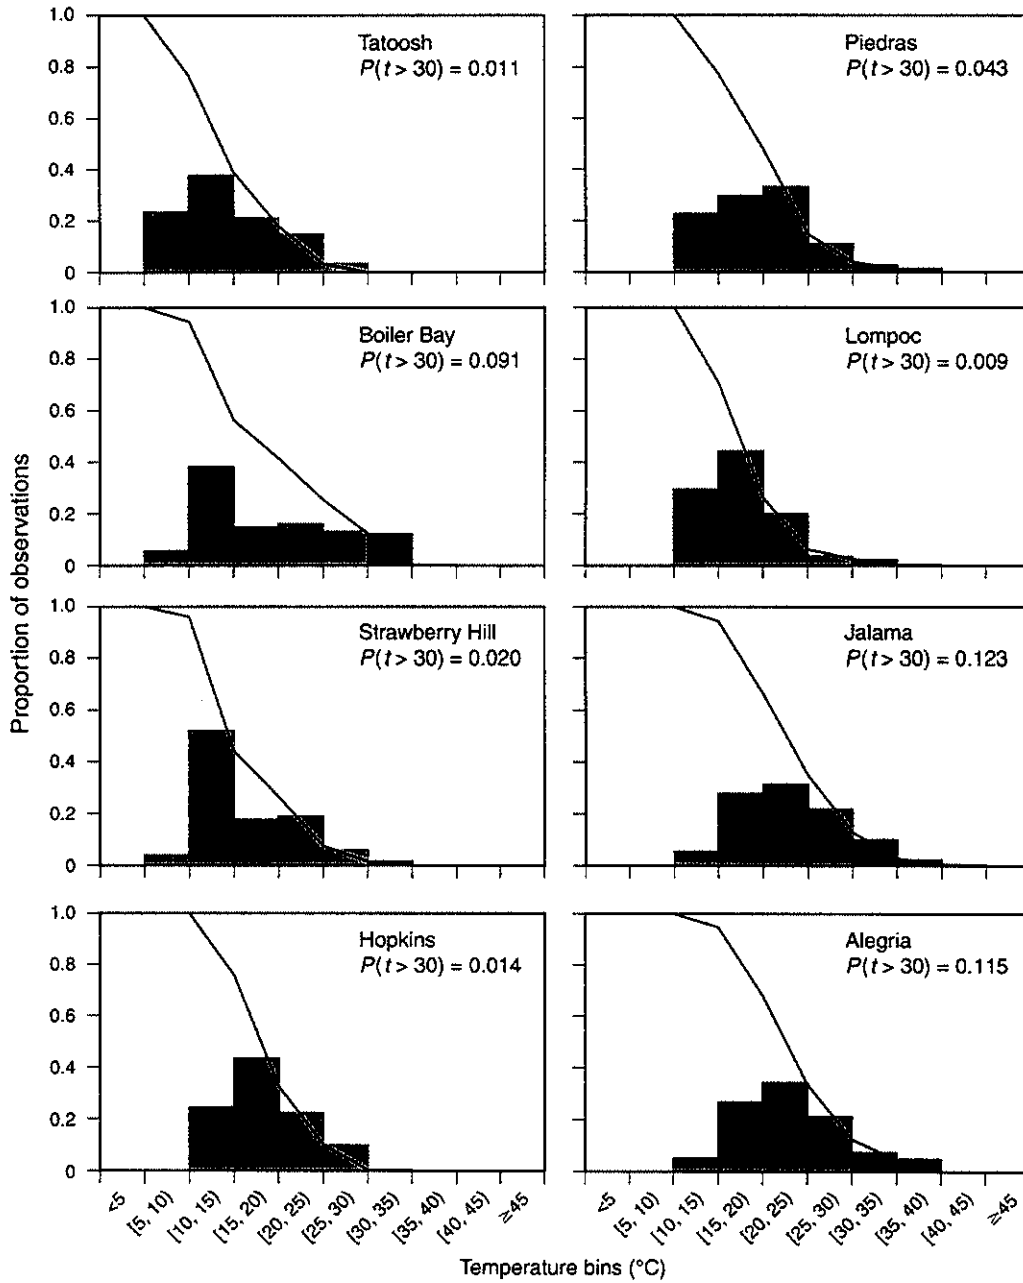 Proportion of observations
1.0
0.8
0.6
0.4
0.2
0
Tatoosh
P(t > 30) = 0.011
Piedras
P(t > 30) = 0.043
1.0
0.8
0.6
0.4
0.2
0
Boiler Bay
P(t > 30) = 0.091
Lompoc
P(t > 30) = 0.009
1.0
0.8
0.6
0.4
0.2
0
Strawberry Hill
P(t > 30) = 0.020
Jalama
P(t > 30) = 0.123
1.0
0.8
0.6
0.4
0.2
0
Hopkins
P(t > 30) = 0.014
Alegria
P(t > 30) = 0.115
<5
[5, 10)
[10, 15)
[15, 20)
[20, 25)
[25, 30)
[30, 35)
[35, 40)
[40, 45)
≥45
<5
[5, 10)
[10, 15)
[15, 20)
[20, 25)
[25, 30)
[30, 35)
[35, 40)
[40, 45)
≥45
Temperature bins (°C)